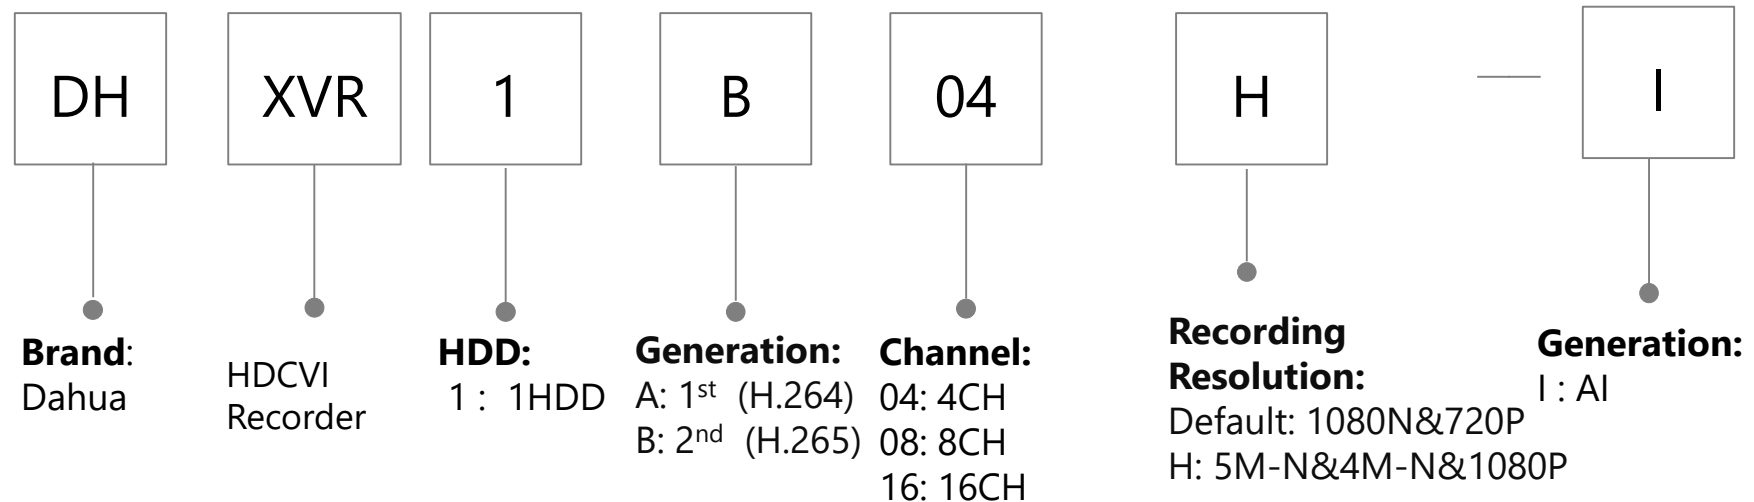 DH XVR 1 B 04 H — I
Brand:
Dahua
HDCVI
Recorder
HDD:
1 : 1HDD
Generation:
A: 1st (H.264)
B: 2nd (H.265)
Channel:
04: 4CH
08: 8CH
16: 16CH
Recording
Resolution:
Default: 1080N&720P
H: 5M-N&4M-N&1080P
Generation:
I : AI